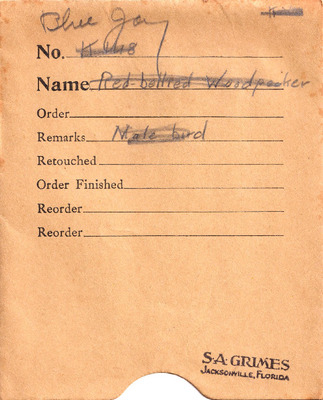 Blue Jay
No. K 148
Name Red-bellied Woodpecker
Order
Remarks Male bird
Retouched
Order Finished
Reorder
Reorder
S·A·GRIMES
JACKSONVILLE, FLORIDA